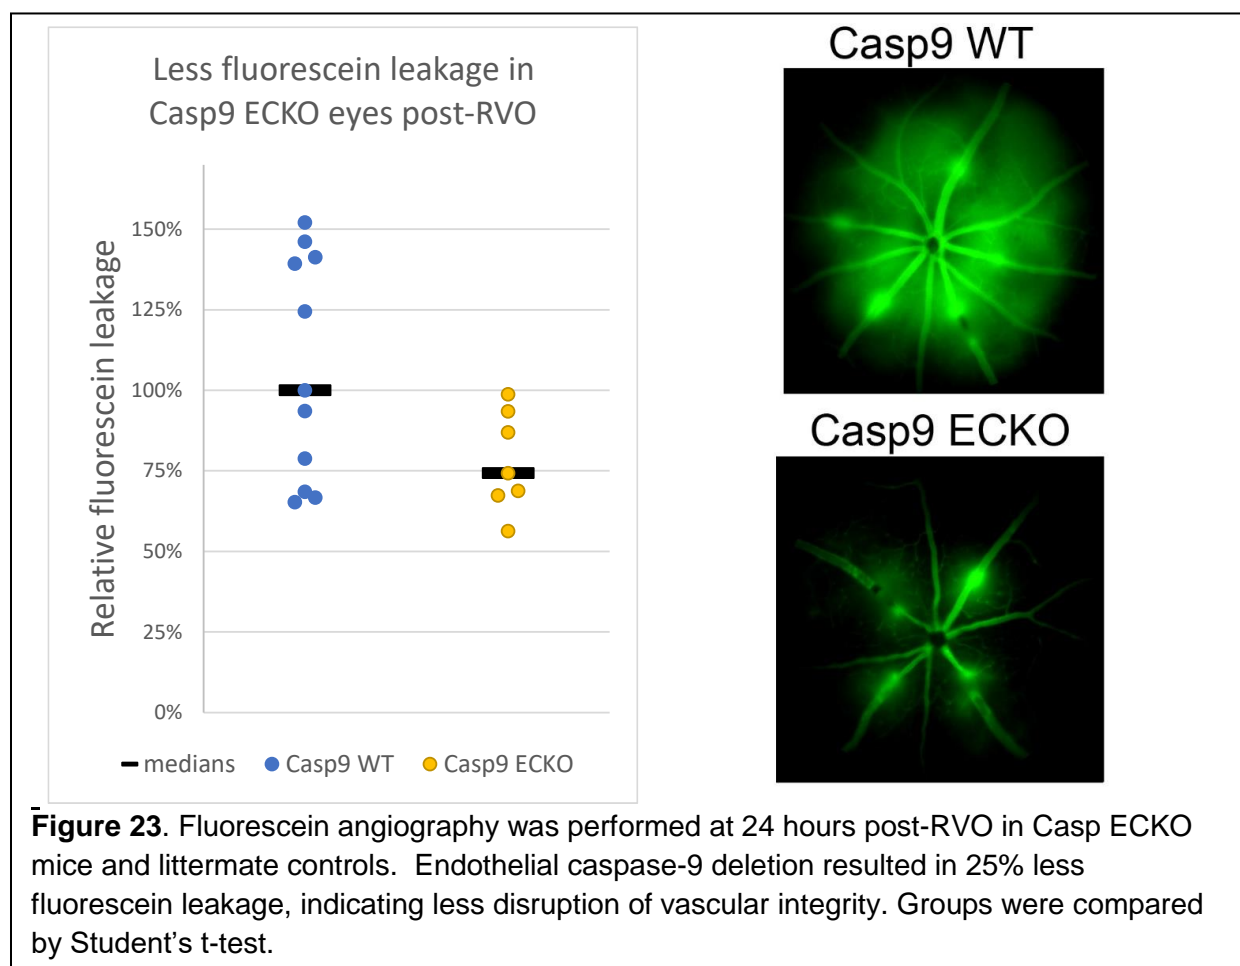 Less fluorescein leakage in
Casp9 ECKO eyes post-RVO
Relative fluorescein leakage
150%
125%
100%
75%
50%
25%
0%
medians Casp9 WT Casp9 ECKO
Casp9 WT
Casp9 ECKO
Figure 23. Fluorescein angiography was performed at 24 hours post-RVO in Casp ECKO
mice and littermate controls.  Endothelial caspase-9 deletion resulted in 25% less
fluorescein leakage, indicating less disruption of vascular integrity. Groups were compared
by Student’s t-test.